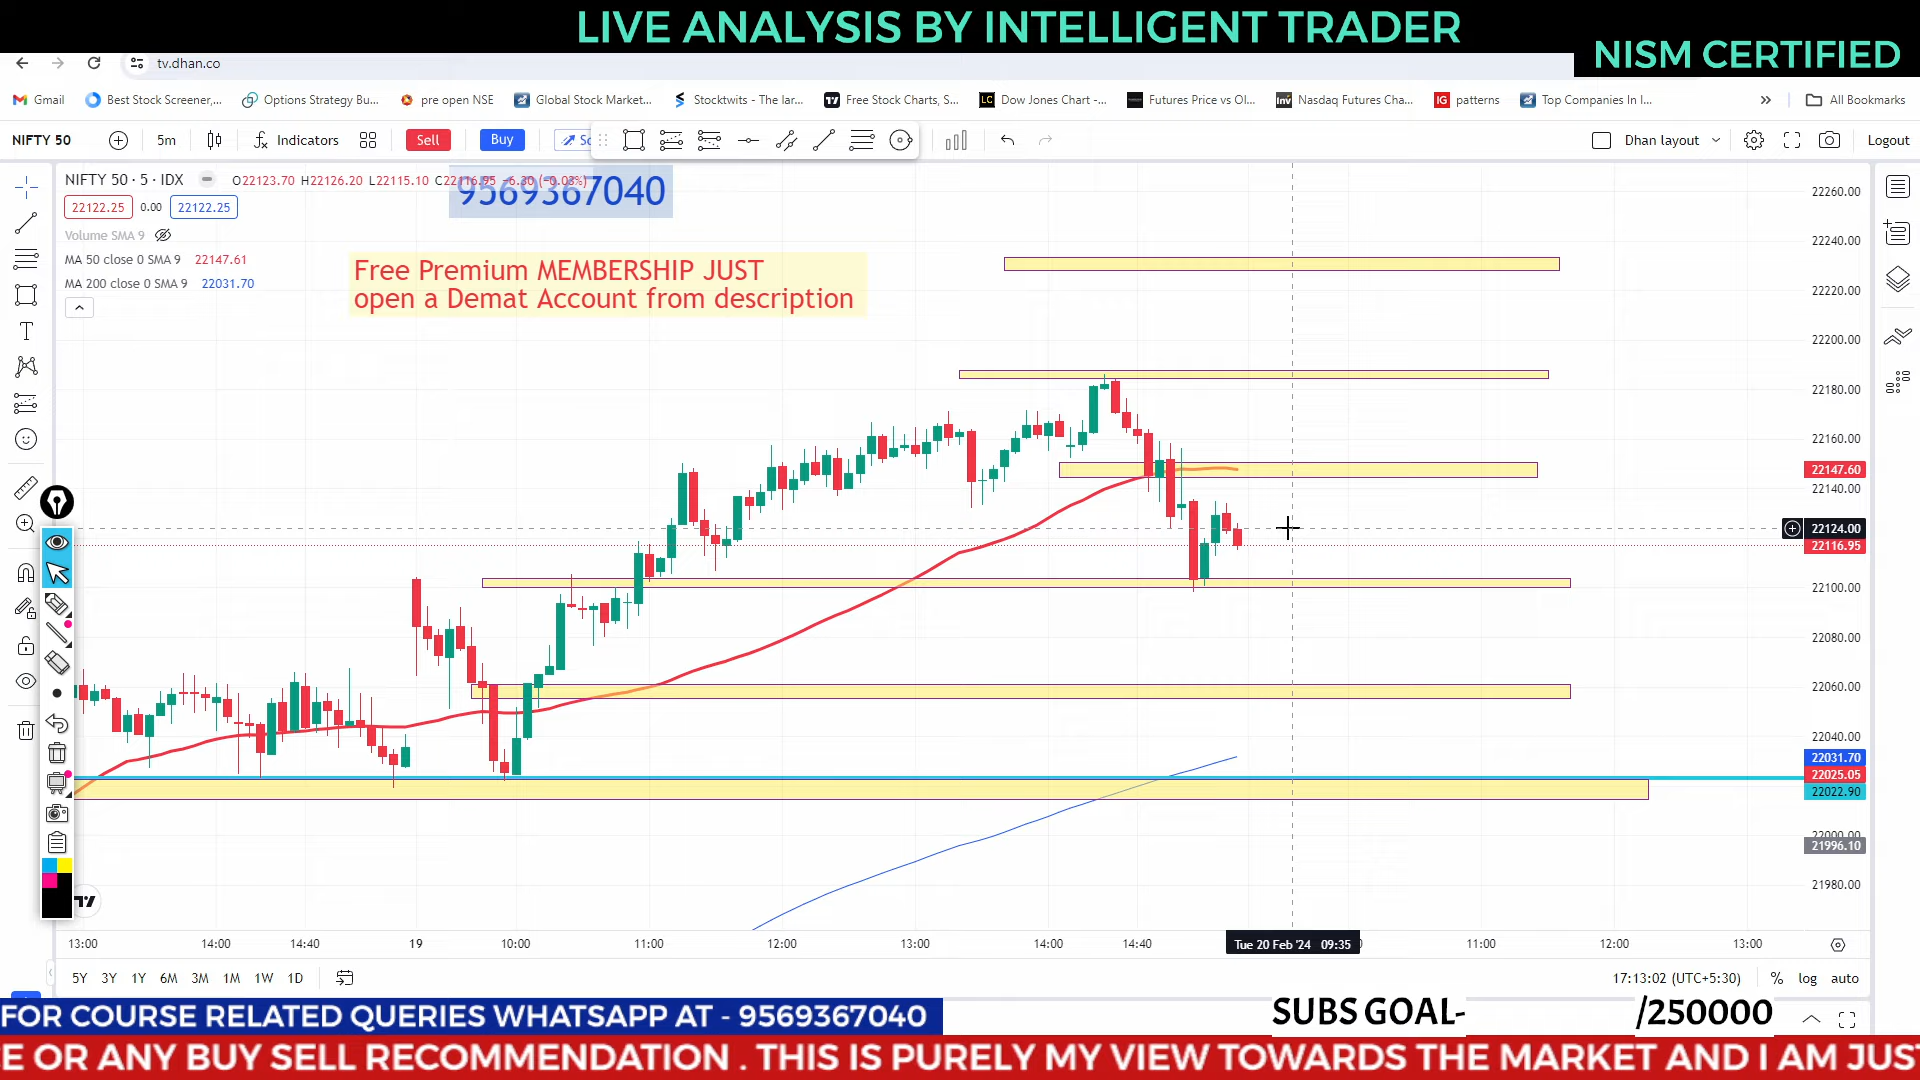 LIVE ANALYSIS BY INTELLIGENT TRADER
NISM CERTIFIED
tv.dhan.co
Gmail Best Stock Screener,... Options Strategy Bu... pre open NSE Global Stock Market... Stocktwits - The lar... Free Stock Charts, S... Dow Jones Chart -... Futures Price vs Ol... Nasdaq Futures Cha... patterns Top Companies In I... All Bookmarks
NIFTY 50 5m Indicators Sell Buy Dhan layout Logout
NIFTY 50 · 5 · IDX O22123.70 H22126.20 L22115.10 C22116.95 −6.30 (−0.03%)
9569367040
22122.25 0.00 22122.25
Volume SMA 9
MA 50 close 0 SMA 9 22147.61
MA 200 close 0 SMA 9 22031.70
Free Premium MEMBERSHIP JUST
open a Demat Account from description
22260.00
22240.00
22220.00
22200.00
22180.00
22160.00
22147.60
22140.00
22124.00
22116.95
22100.00
22080.00
22060.00
22040.00
22031.70
22025.05
22022.90
22000.00
21996.10
21980.00
13:00 14:00 14:40 19 10:00 11:00 12:00 13:00 14:00 14:40 Tue 20 Feb '24 09:35 11:00 12:00 13:00
5Y 3Y 1Y 6M 3M 1M 1W 1D 17:13:02 (UTC+5:30) % log auto
FOR COURSE RELATED QUERIES WHATSAPP AT - 9569367040 SUBS GOAL- /250000
OR ANY BUY SELL RECOMMENDATION . THIS IS PURELY MY VIEW TOWARDS THE MARKET AND I AM